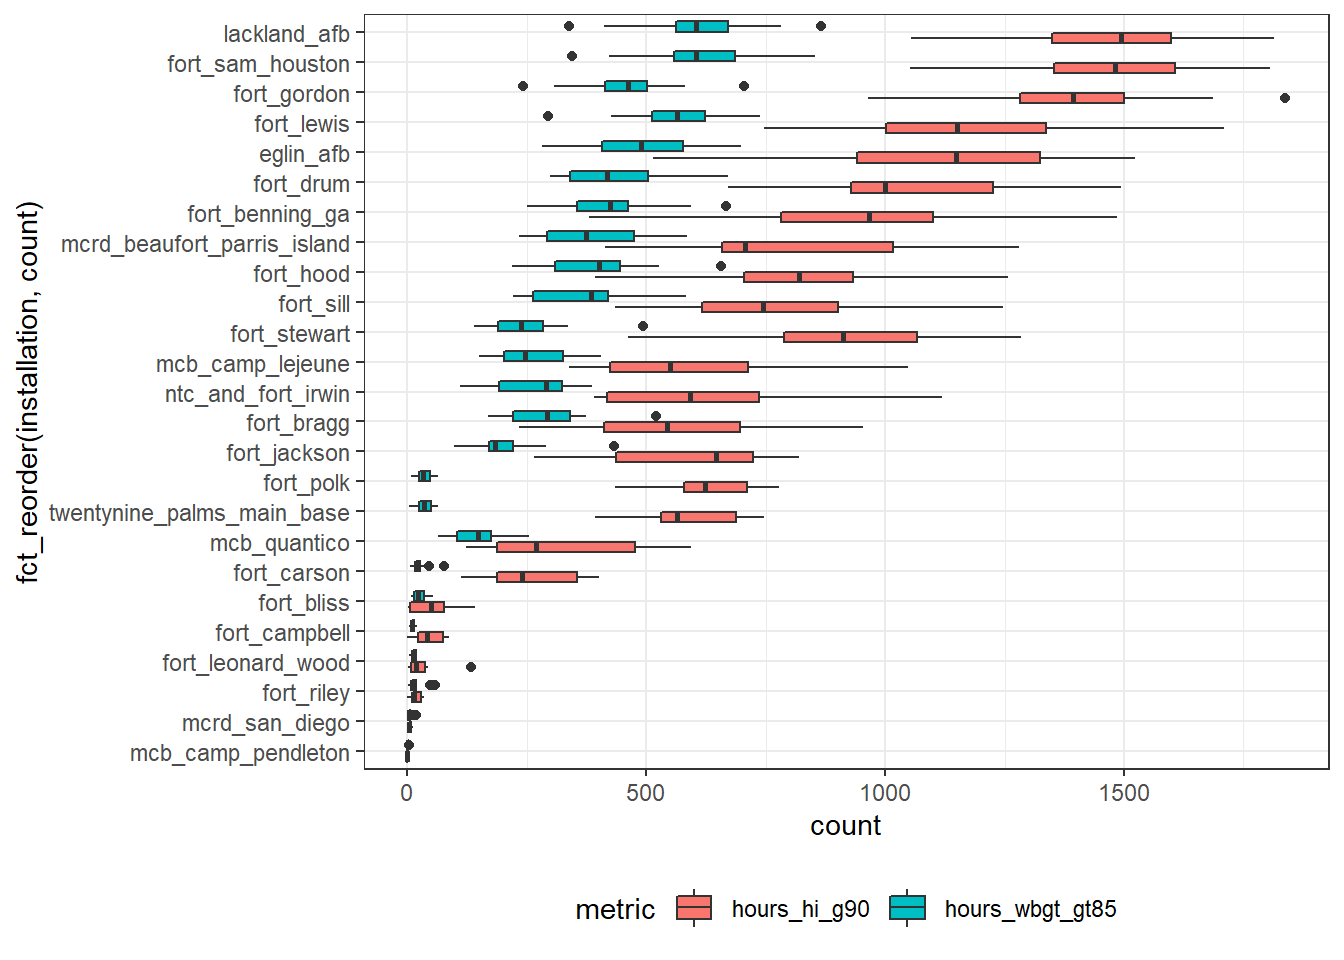 lackland_afb
fort_sam_houston
fort_gordon
fort_lewis
eglin_afb
fort_drum
fort_benning_ga
mcrd_beaufort_parris_island
fort_hood
fort_sill
fort_stewart
mcb_camp_lejeune
ntc_and_fort_irwin
fort_bragg
fort_jackson
fort_polk
twentynine_palms_main_base
mcb_quantico
fort_carson
fort_bliss
fort_campbell
fort_leonard_wood
fort_riley
mcrd_san_diego
mcb_camp_pendleton
fct_reorder(installation, count)
0 500 1000 1500
count
metric hours_hi_g90 hours_wbgt_gt85